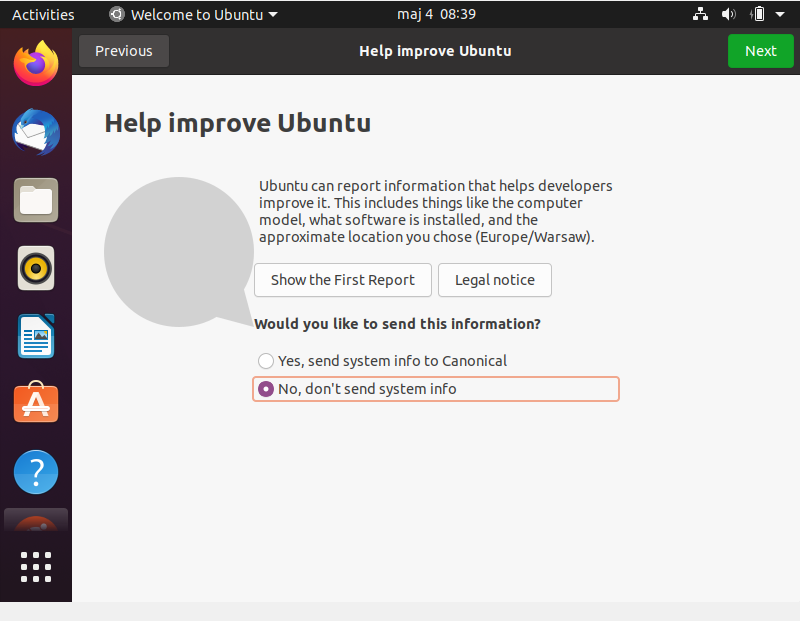 Activities
Welcome to Ubuntu
maj 4 08:39
Previous
Help improve Ubuntu
Next
Help improve Ubuntu
Ubuntu can report information that helps developers
improve it. This includes things like the computer
model, what software is installed, and the
approximate location you chose (Europe/Warsaw).
Show the First Report
Legal notice
Would you like to send this information?
Yes, send system info to Canonical
No, don't send system info